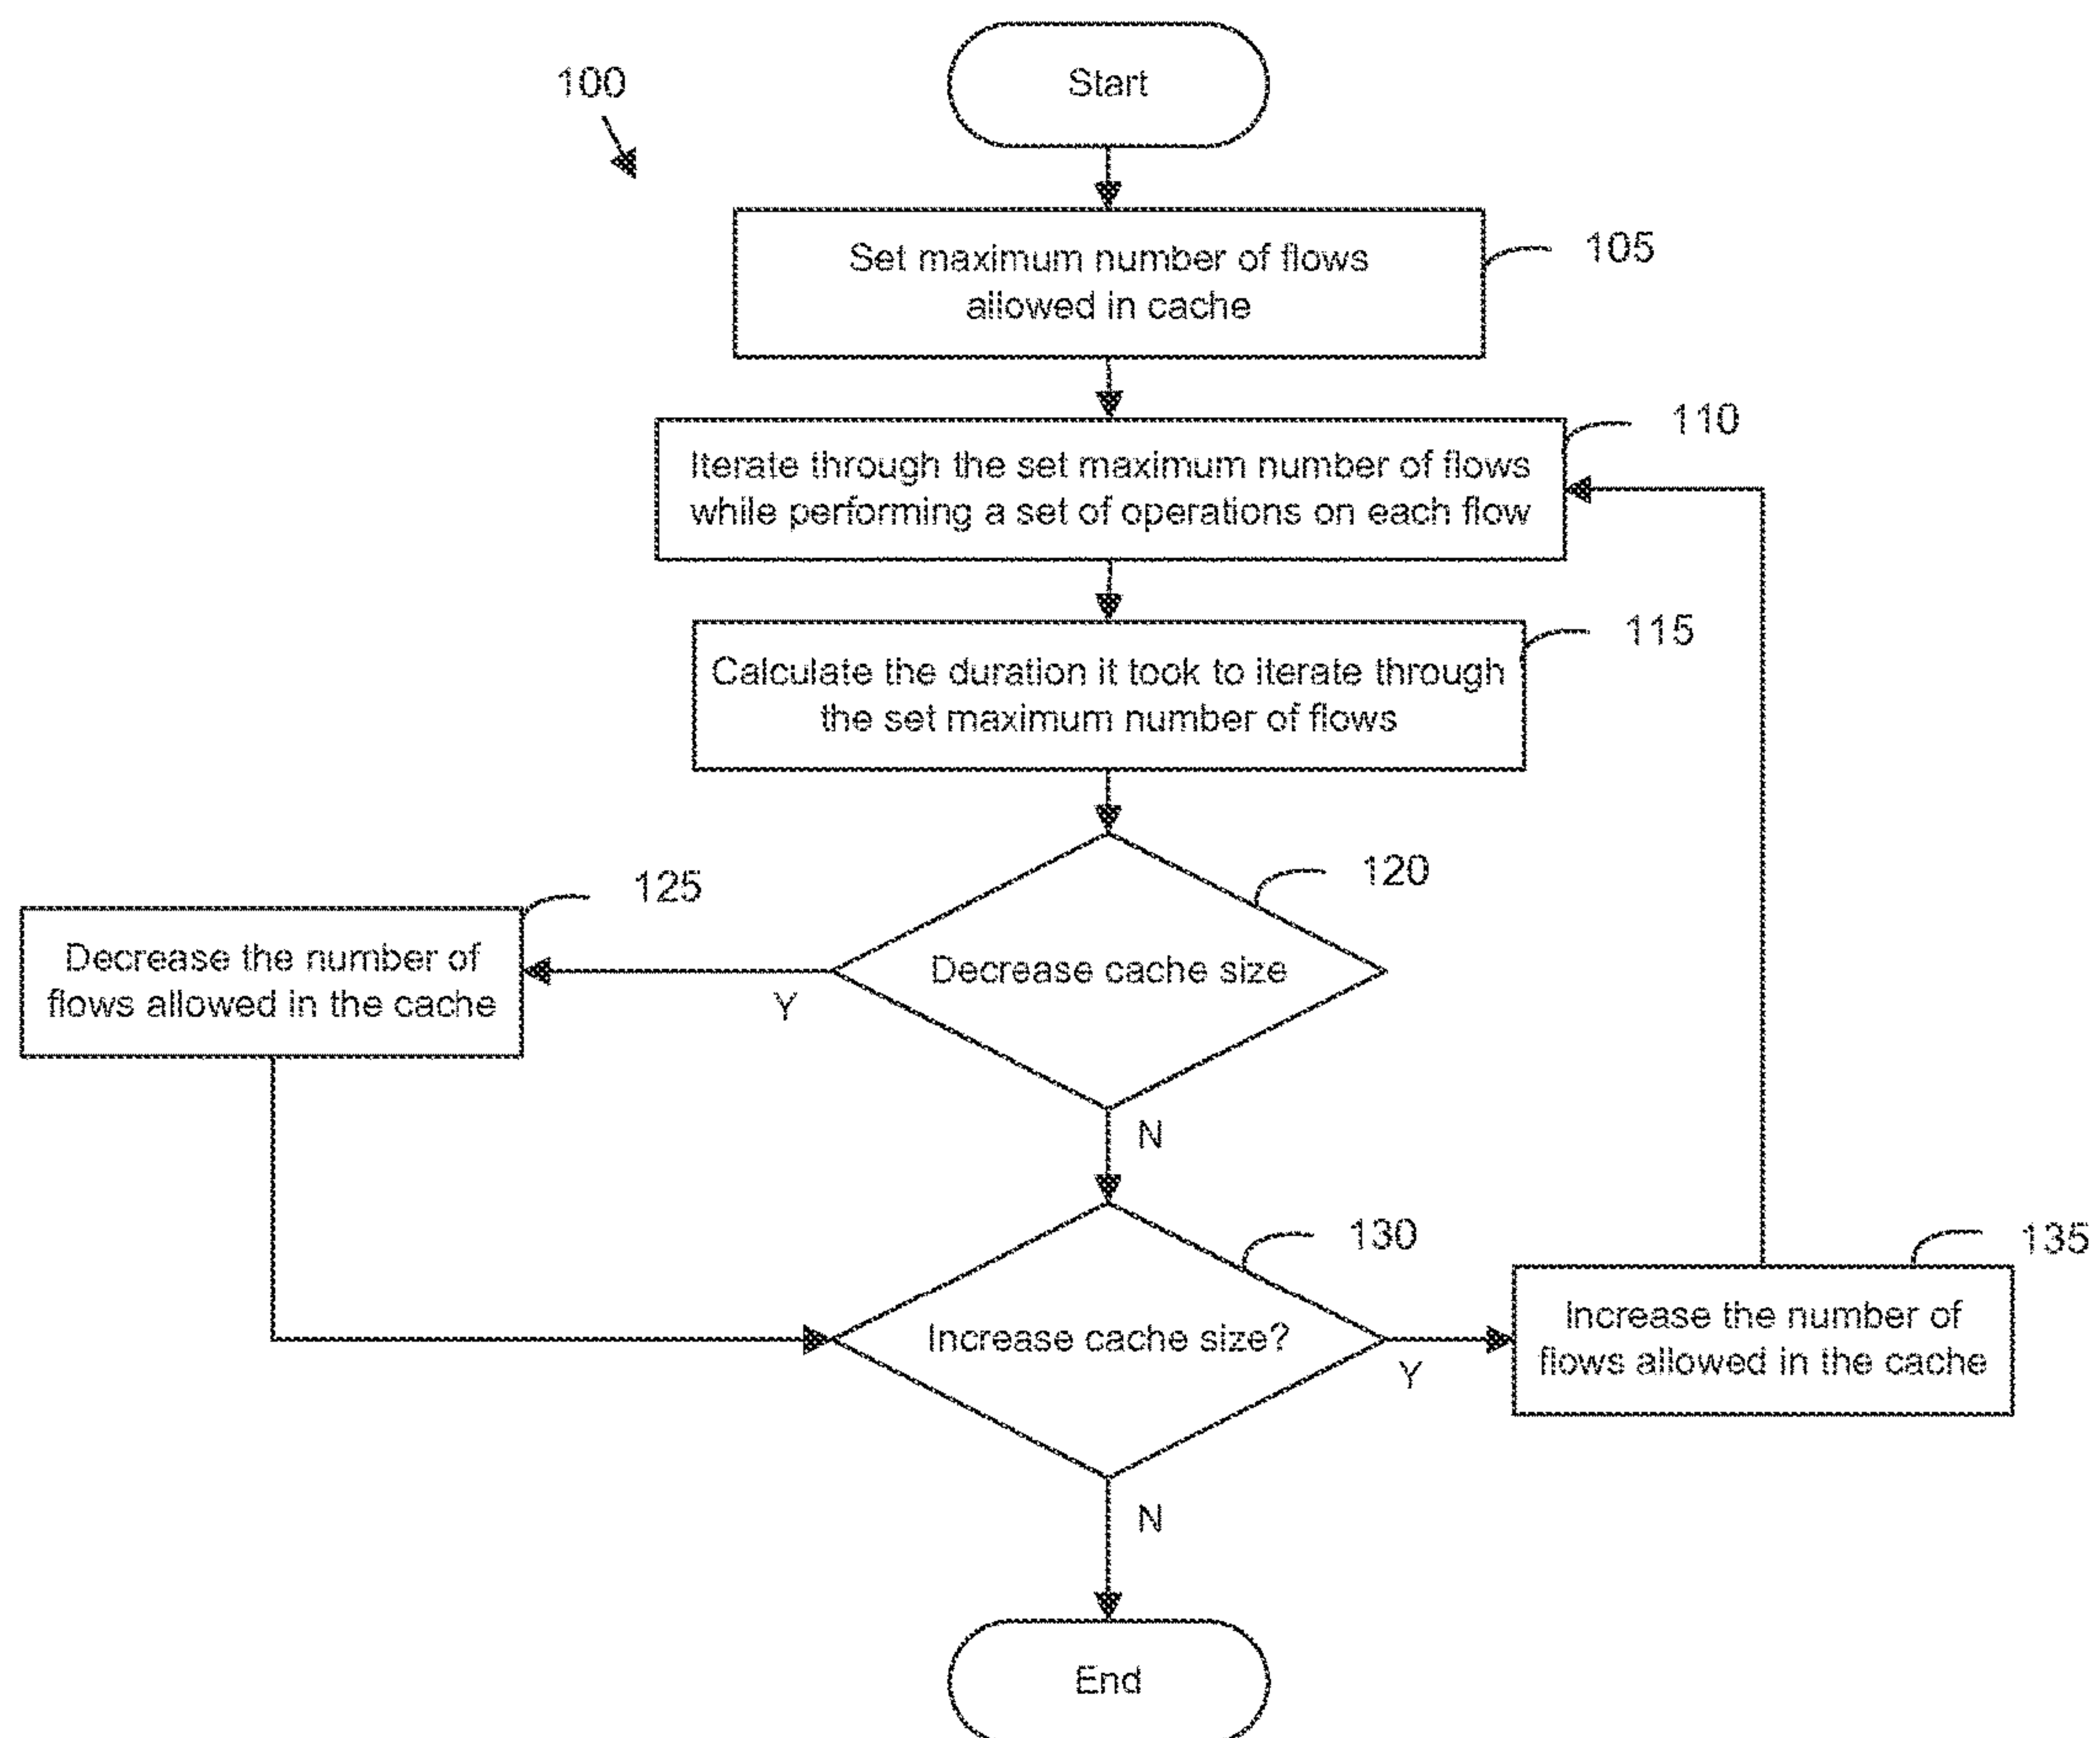 100
Start
Set maximum number of flows
allowed in cache
105
Iterate through the set maximum number of flows
while performing a set of operations on each flow
110
Calculate the duration it took to iterate through
the set maximum number of flows
115
Decrease cache size
120
Y
N
Decrease the number of
flows allowed in the cache
125
Increase cache size?
130
Y
N
Increase the number of
flows allowed in the cache
135
End